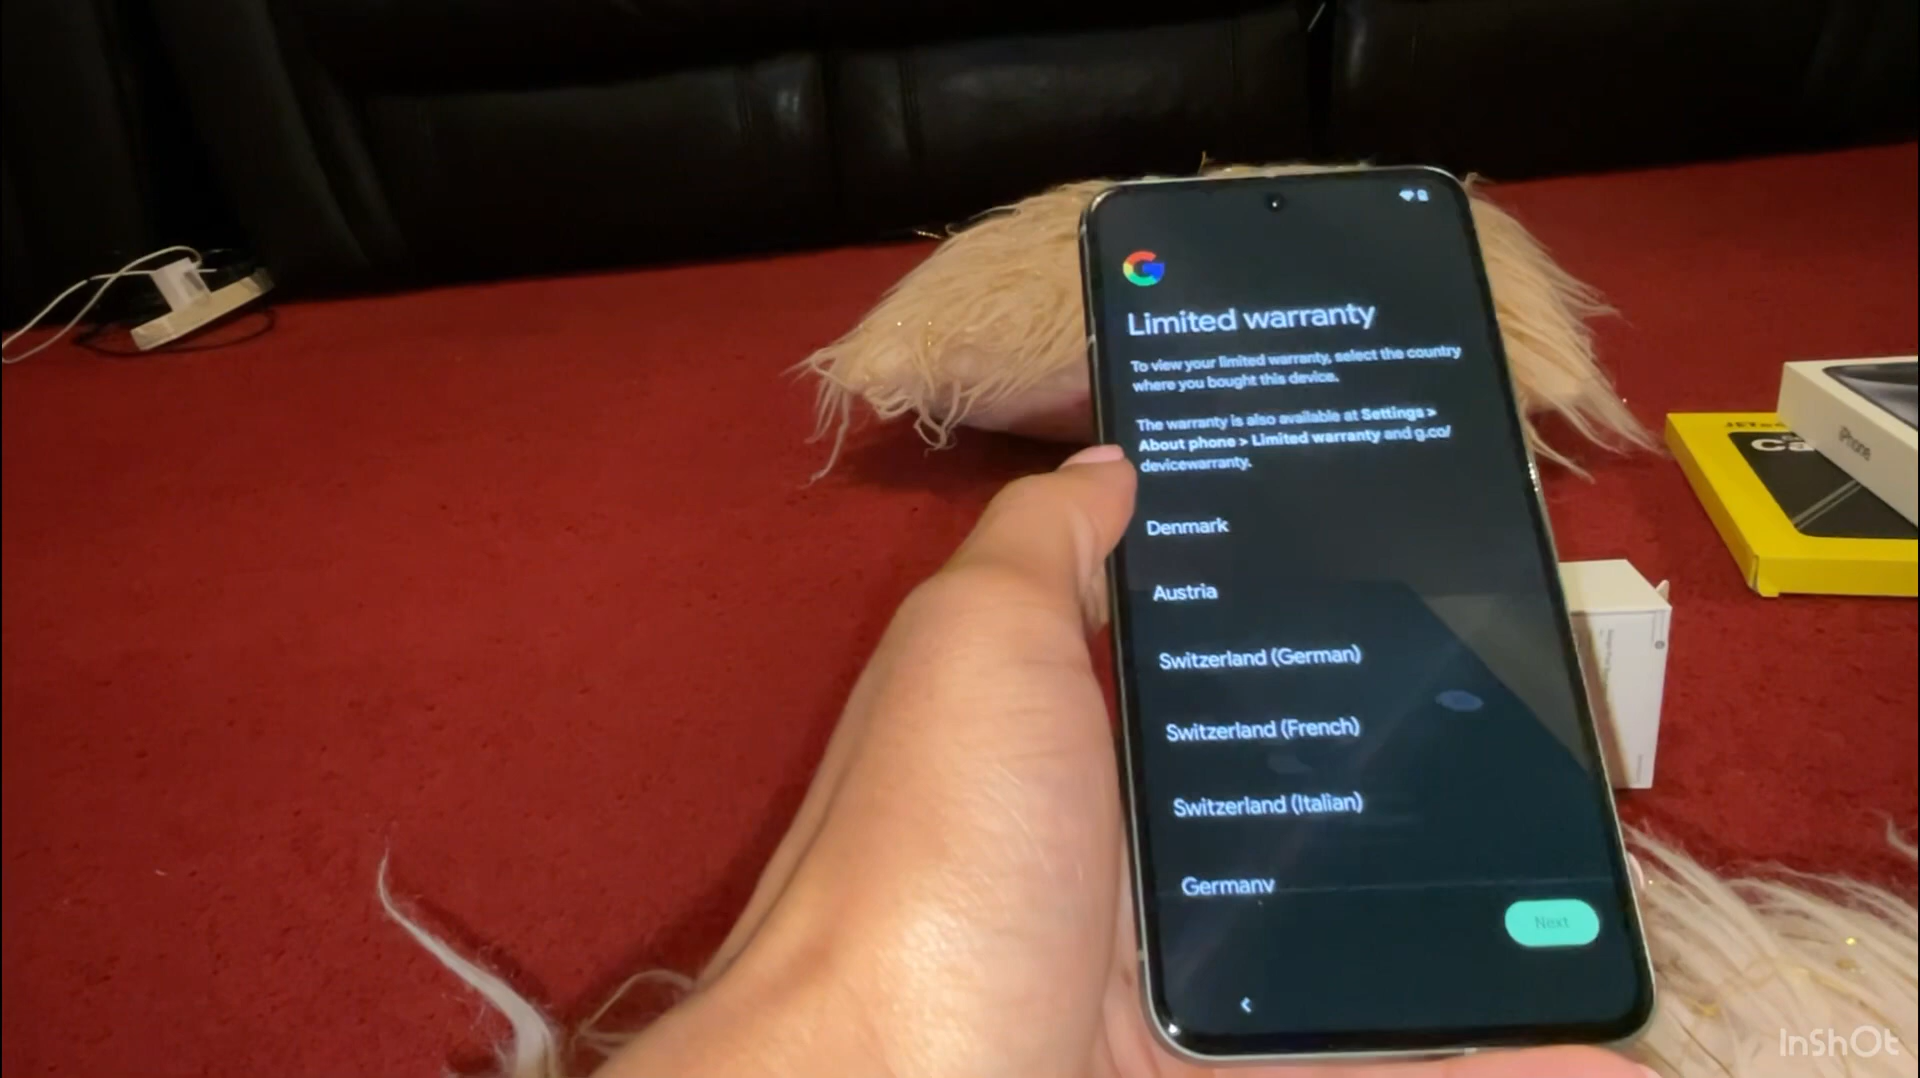 Limited warranty
To view your limited warranty, select the country
where you bought this device.
The warranty is also available at Settings >
About phone > Limited warranty and g.co/
devicewarranty.
Denmark
Austria
Switzerland (German)
Switzerland (French)
Switzerland (Italian)
Germany
Next
iPhone
InShOt